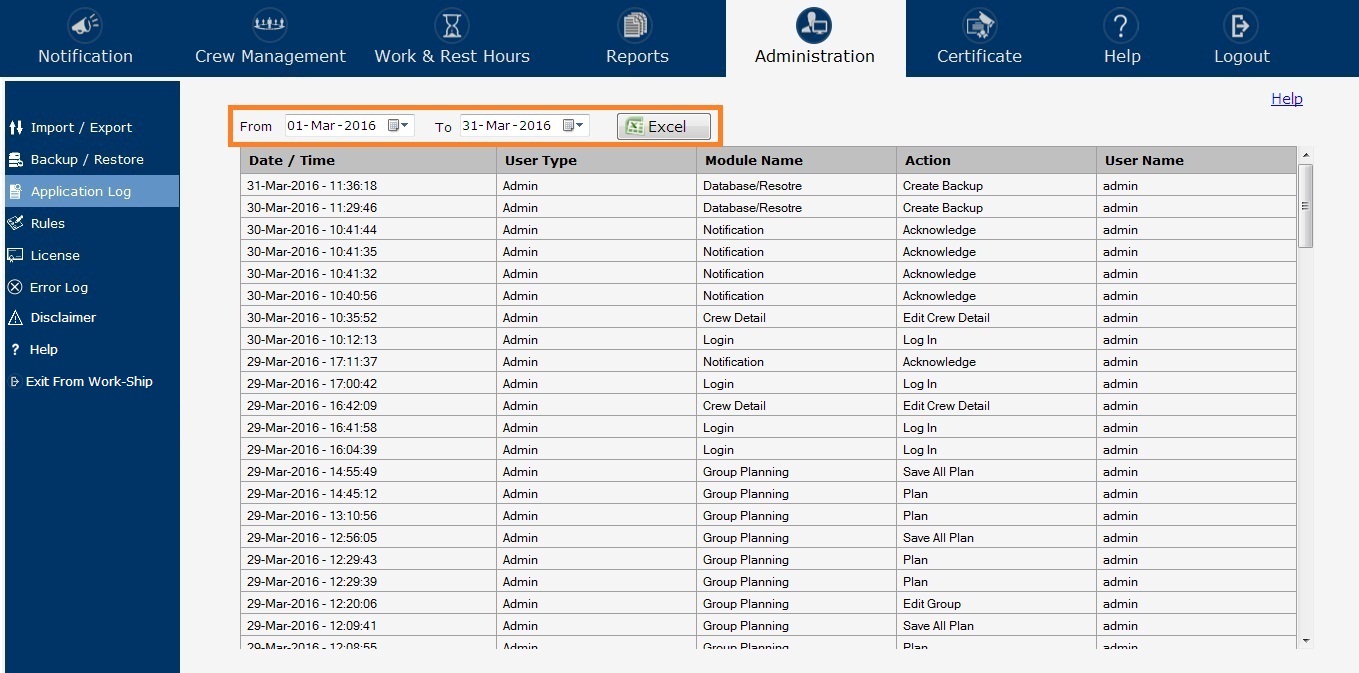 Notification Crew Management Work & Rest Hours Reports Administration Certificate Help Logout
Help
Import / Export
Backup / Restore
Application Log
Rules
License
Error Log
Disclaimer
? Help
Exit From Work-Ship
From 01-Mar-2016 To 31-Mar-2016 Excel
Date / Time User Type Module Name Action User Name
31-Mar-2016 - 11:36:18 Admin Database/Resotre Create Backup admin
30-Mar-2016 - 11:29:46 Admin Database/Resotre Create Backup admin
30-Mar-2016 - 10:41:44 Admin Notification Acknowledge admin
30-Mar-2016 - 10:41:35 Admin Notification Acknowledge admin
30-Mar-2016 - 10:41:32 Admin Notification Acknowledge admin
30-Mar-2016 - 10:40:56 Admin Notification Acknowledge admin
30-Mar-2016 - 10:35:52 Admin Crew Detail Edit Crew Detail admin
30-Mar-2016 - 10:12:13 Admin Login Log In admin
29-Mar-2016 - 17:11:37 Admin Notification Acknowledge admin
29-Mar-2016 - 17:00:42 Admin Login Log In admin
29-Mar-2016 - 16:42:09 Admin Crew Detail Edit Crew Detail admin
29-Mar-2016 - 16:41:58 Admin Login Log In admin
29-Mar-2016 - 16:04:39 Admin Login Log In admin
29-Mar-2016 - 14:55:49 Admin Group Planning Save All Plan admin
29-Mar-2016 - 14:45:12 Admin Group Planning Plan admin
29-Mar-2016 - 13:10:56 Admin Group Planning Plan admin
29-Mar-2016 - 12:56:05 Admin Group Planning Save All Plan admin
29-Mar-2016 - 12:29:43 Admin Group Planning Plan admin
29-Mar-2016 - 12:29:39 Admin Group Planning Plan admin
29-Mar-2016 - 12:20:06 Admin Group Planning Edit Group admin
29-Mar-2016 - 12:09:41 Admin Group Planning Save All Plan admin
29-Mar-2016 - 12:08:55 Admin Group Planning Plan admin